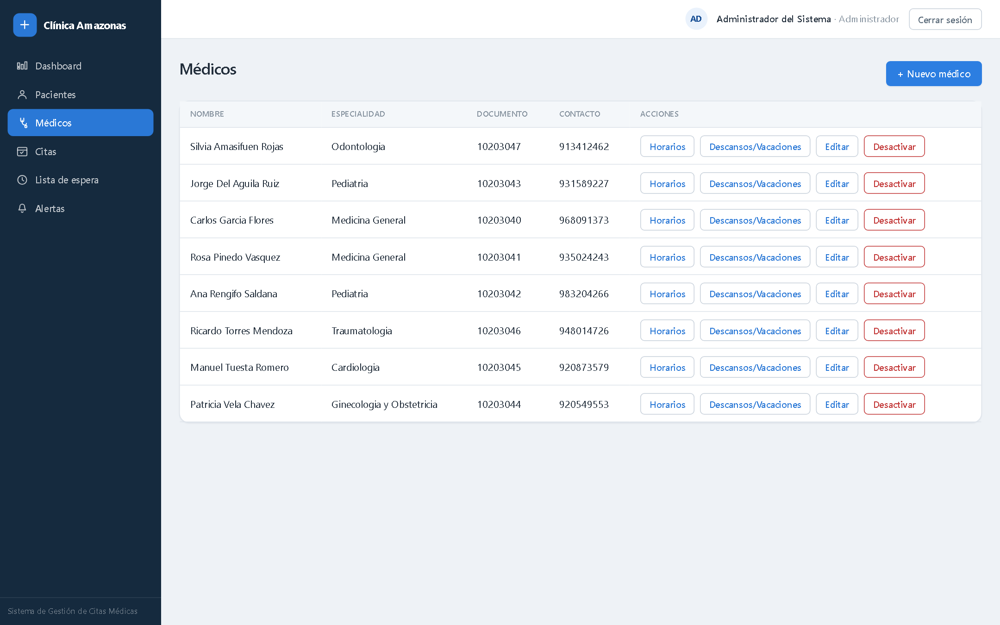 Clínica Amazonas
Dashboard
Pacientes
Médicos
Citas
Lista de espera
Alertas
Sistema de Gestión de Citas Médicas
AD Administrador del Sistema · Administrador Cerrar sesión
Médicos
+ Nuevo médico
NOMBRE ESPECIALIDAD DOCUMENTO CONTACTO ACCIONES
Silvia Amasifuen Rojas Odontologia 10203047 913412462 Horarios Descansos/Vacaciones Editar Desactivar
Jorge Del Aguila Ruiz Pediatria 10203043 931589227 Horarios Descansos/Vacaciones Editar Desactivar
Carlos Garcia Flores Medicina General 10203040 968091373 Horarios Descansos/Vacaciones Editar Desactivar
Rosa Pinedo Vasquez Medicina General 10203041 935024243 Horarios Descansos/Vacaciones Editar Desactivar
Ana Rengifo Saldana Pediatria 10203042 983204266 Horarios Descansos/Vacaciones Editar Desactivar
Ricardo Torres Mendoza Traumatologia 10203046 948014726 Horarios Descansos/Vacaciones Editar Desactivar
Manuel Tuesta Romero Cardiologia 10203045 920873579 Horarios Descansos/Vacaciones Editar Desactivar
Patricia Vela Chavez Ginecologia y Obstetricia 10203044 920549553 Horarios Descansos/Vacaciones Editar Desactivar